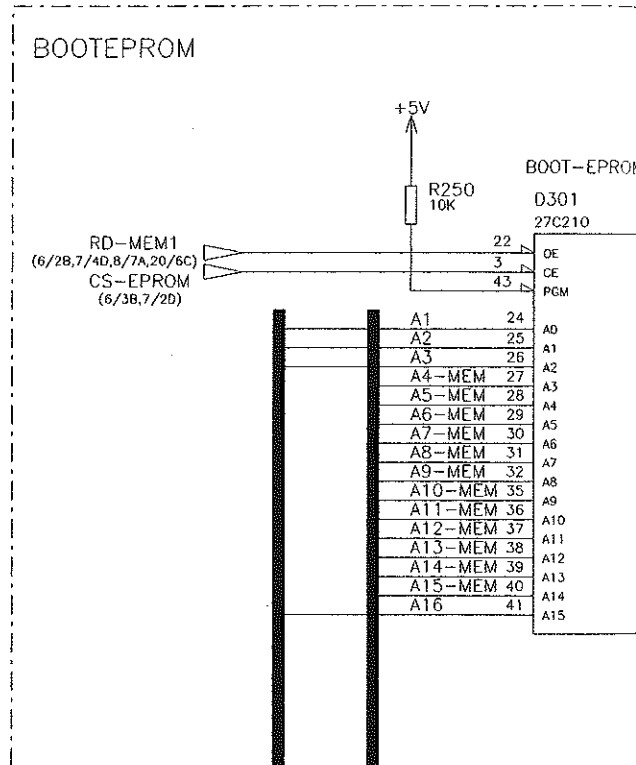 BOOTEPROM
+5V
R250
10K
BOOT-EPROM
D301
27C210
RD-MEM1
(6/2B,7/4D,8/7A,20/6C)
CS-EPROM
(6/3B,7/2D)
22 OE
3 CE
43 PGM
A1 24 A0
A2 25 A1
A3 26 A2
A4-MEM 27 A3
A5-MEM 28 A4
A6-MEM 29 A5
A7-MEM 30 A6
A8-MEM 31 A7
A9-MEM 32 A8
A10-MEM 35 A9
A11-MEM 36 A10
A12-MEM 37 A11
A13-MEM 38 A12
A14-MEM 39 A13
A15-MEM 40 A14
A16 41 A15